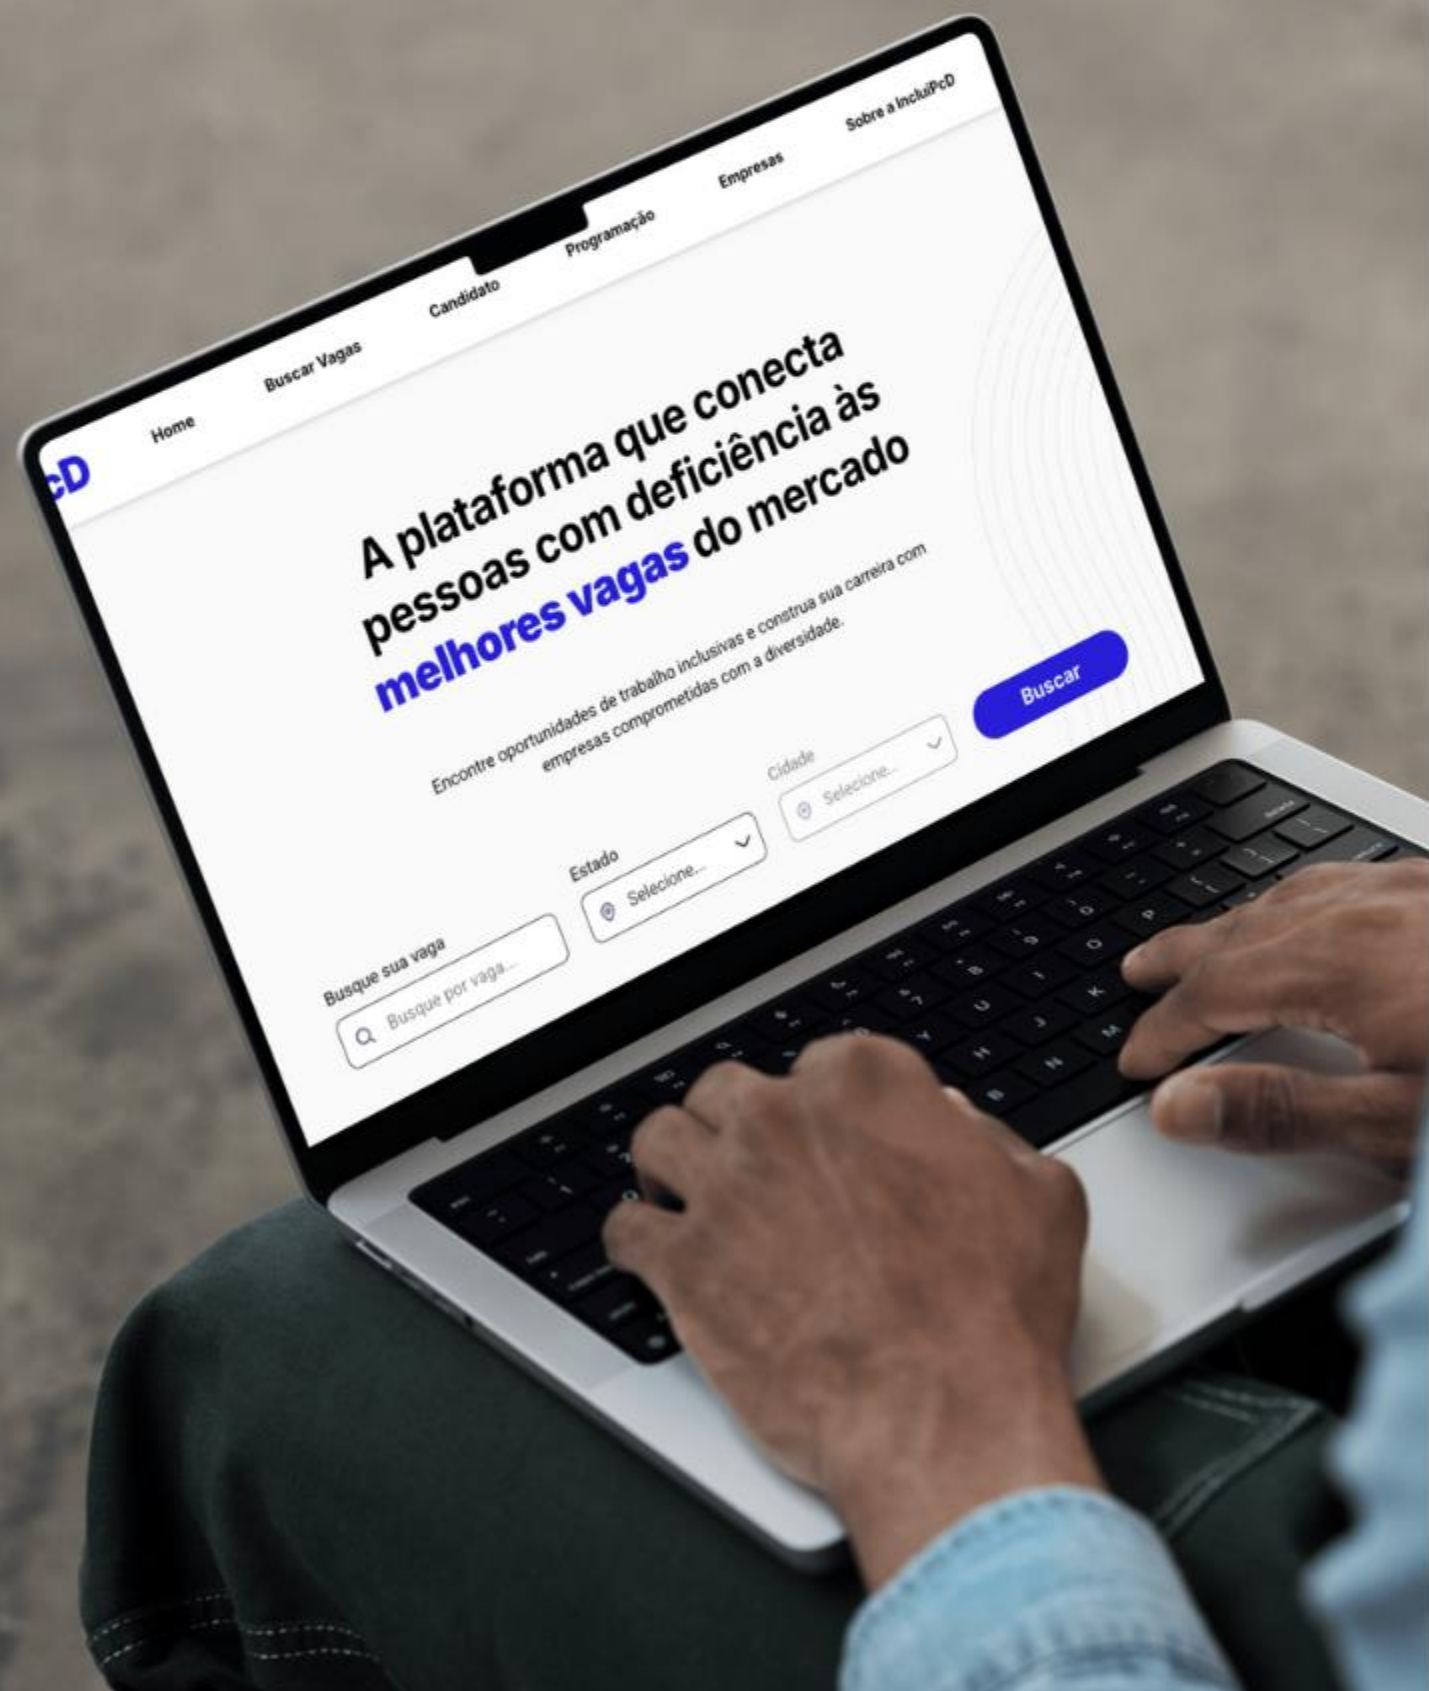 cD
Home
Buscar Vagas
Candidato
Programação
Empresas
Sobre a IncluiPcD
A plataforma que conecta
pessoas com deficiência às
melhores vagas do mercado
Encontre oportunidades de trabalho inclusivas e construa sua carreira com
empresas comprometidas com a diversidade.
Busque sua vaga
Busque por vaga...
Estado
Selecione...
Cidade
Selecione...
Buscar